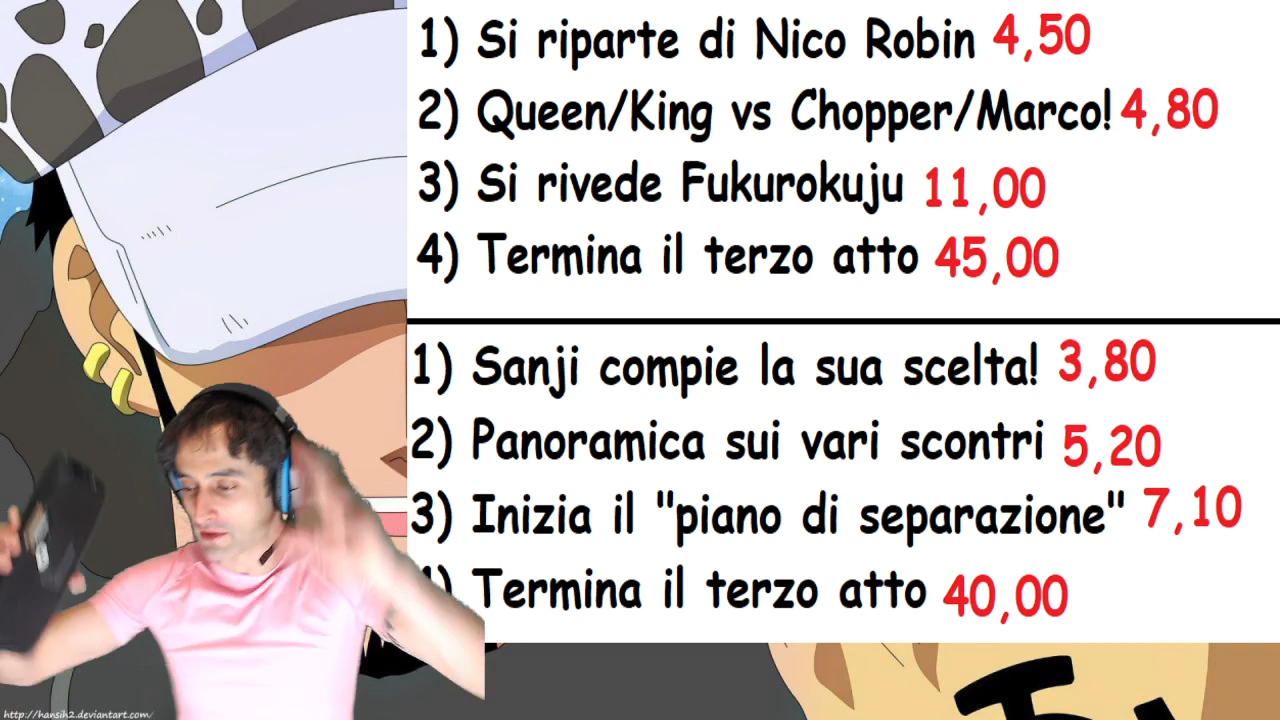 1) Si riparte di Nico Robin 4,50
2) Queen/King vs Chopper/Marco! 4,80
3) Si rivede Fukurokuju 11,00
4) Termina il terzo atto 45,00
1) Sanji compie la sua scelta! 3,80
2) Panoramica sui vari scontri 5,20
3) Inizia il "piano di separazione" 7,10
4) Termina il terzo atto 40,00
http://hansih2.deviantart.com/